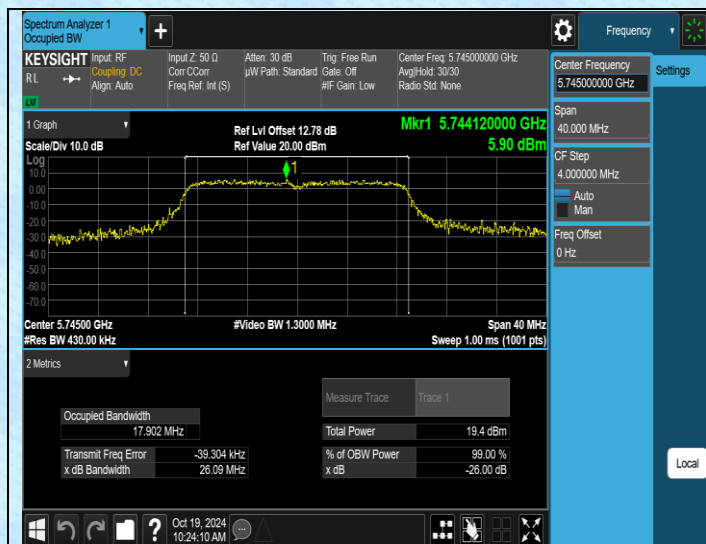 Spectrum Analyzer 1
Occupied BW
Frequency
KEYSIGHT
RL
LXI
Input: RF
Coupling: DC
Align: Auto
Input Z: 50 Ω
Corr CCorr
Freq Ref: Int (S)
Atten: 30 dB
µW Path: Standard
Trig: Free Run
Gate: Off
#IF Gain: Low
Center Freq: 5.745000000 GHz
Avg|Hold: 30/30
Radio Std: None
Center Frequency
5.745000000 GHz
Settings
Span
40.000 MHz
CF Step
4.000000 MHz
Auto
Man
Freq Offset
0 Hz
Local
1 Graph
Scale/Div 10.0 dB
Ref Lvl Offset 12.78 dB
Ref Value 20.00 dBm
Mkr1 5.744120000 GHz
5.90 dBm
Log
10.0
0.00
-10.0
-20.0
-30.0
-40.0
-50.0
-60.0
-70.0
1
Center 5.74500 GHz
#Res BW 430.00 kHz
#Video BW 1.3000 MHz
Span 40 MHz
Sweep 1.00 ms (1001 pts)
2 Metrics
Measure Trace
Trace 1
Occupied Bandwidth
17.902 MHz
Total Power
19.4 dBm
Transmit Freq Error
-39.304 kHz
% of OBW Power
99.00 %
x dB Bandwidth
26.09 MHz
x dB
-26.00 dB
?
Oct 19, 2024
10:24:10 AM